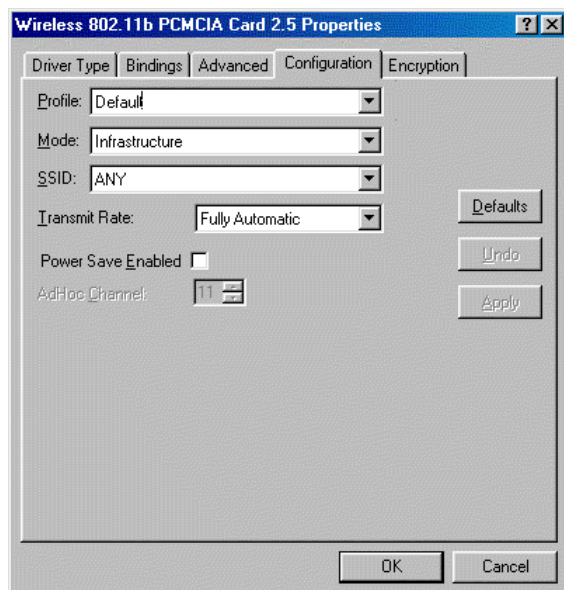 Wireless 802.11b PCMCIA Card 2.5 Properties
Driver Type Bindings Advanced Configuration Encryption
Profile: Default
Mode: Infrastructure
SSID: ANY
Transmit Rate: Fully Automatic
Defaults
Power Save Enabled
Undo
AdHoc Channel: 11
Apply
OK Cancel